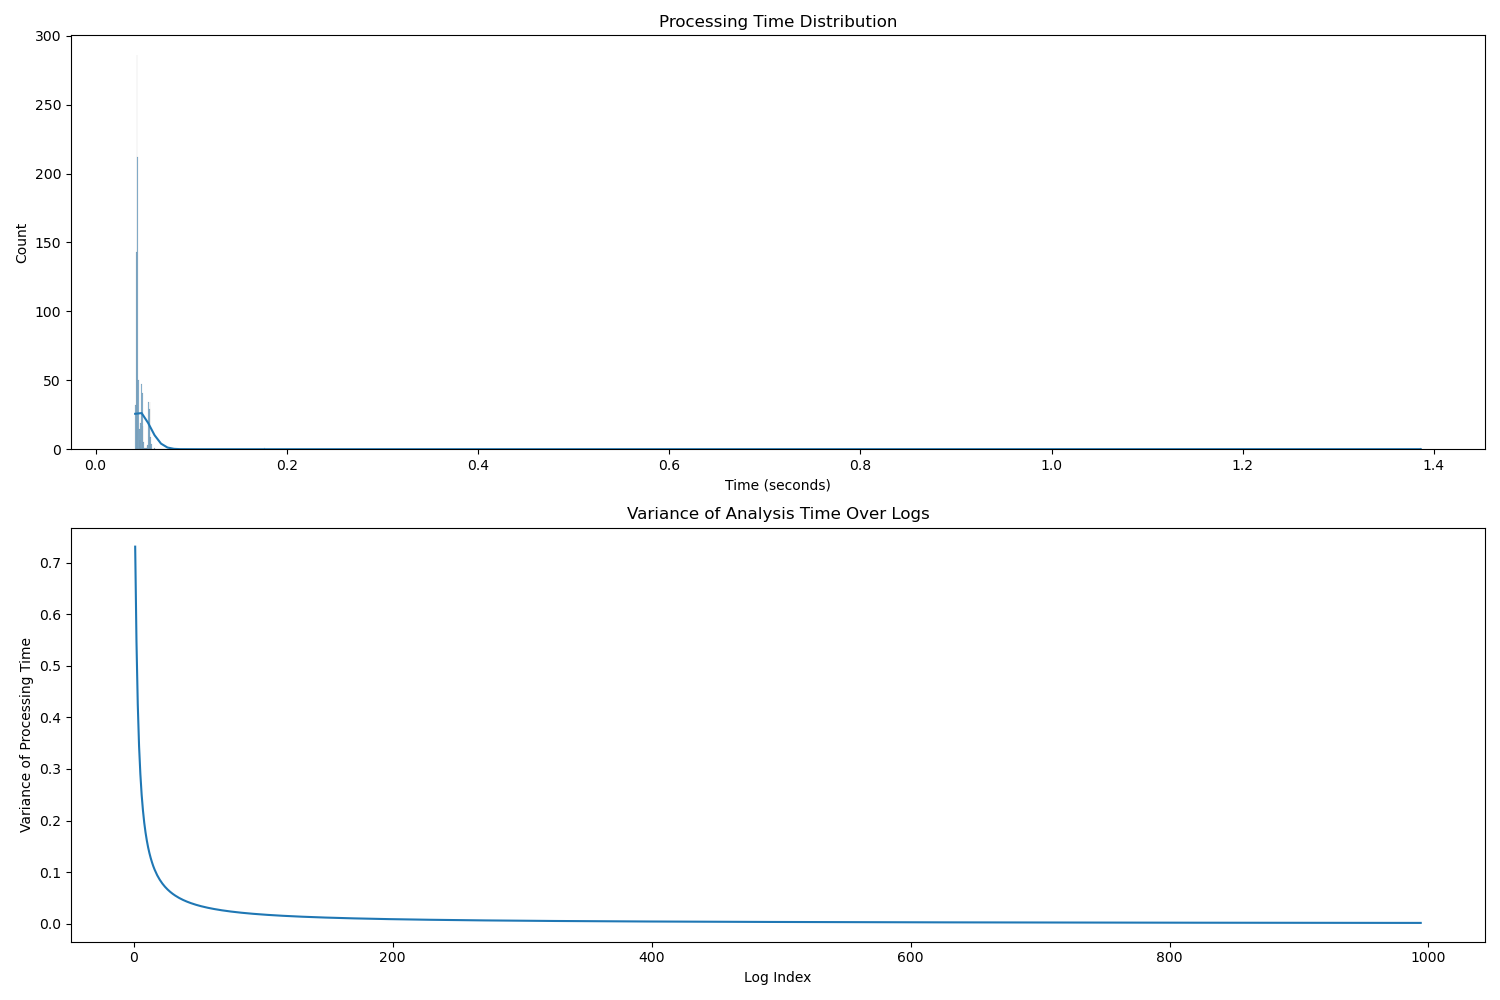 Processing Time Distribution
300
250
200
150
100
50
0
Count
0.0 0.2 0.4 0.6 0.8 1.0 1.2 1.4
Time (seconds)
Variance of Analysis Time Over Logs
0.7
0.6
0.5
0.4
0.3
0.2
0.1
0.0
Variance of Processing Time
0 200 400 600 800 1000
Log Index